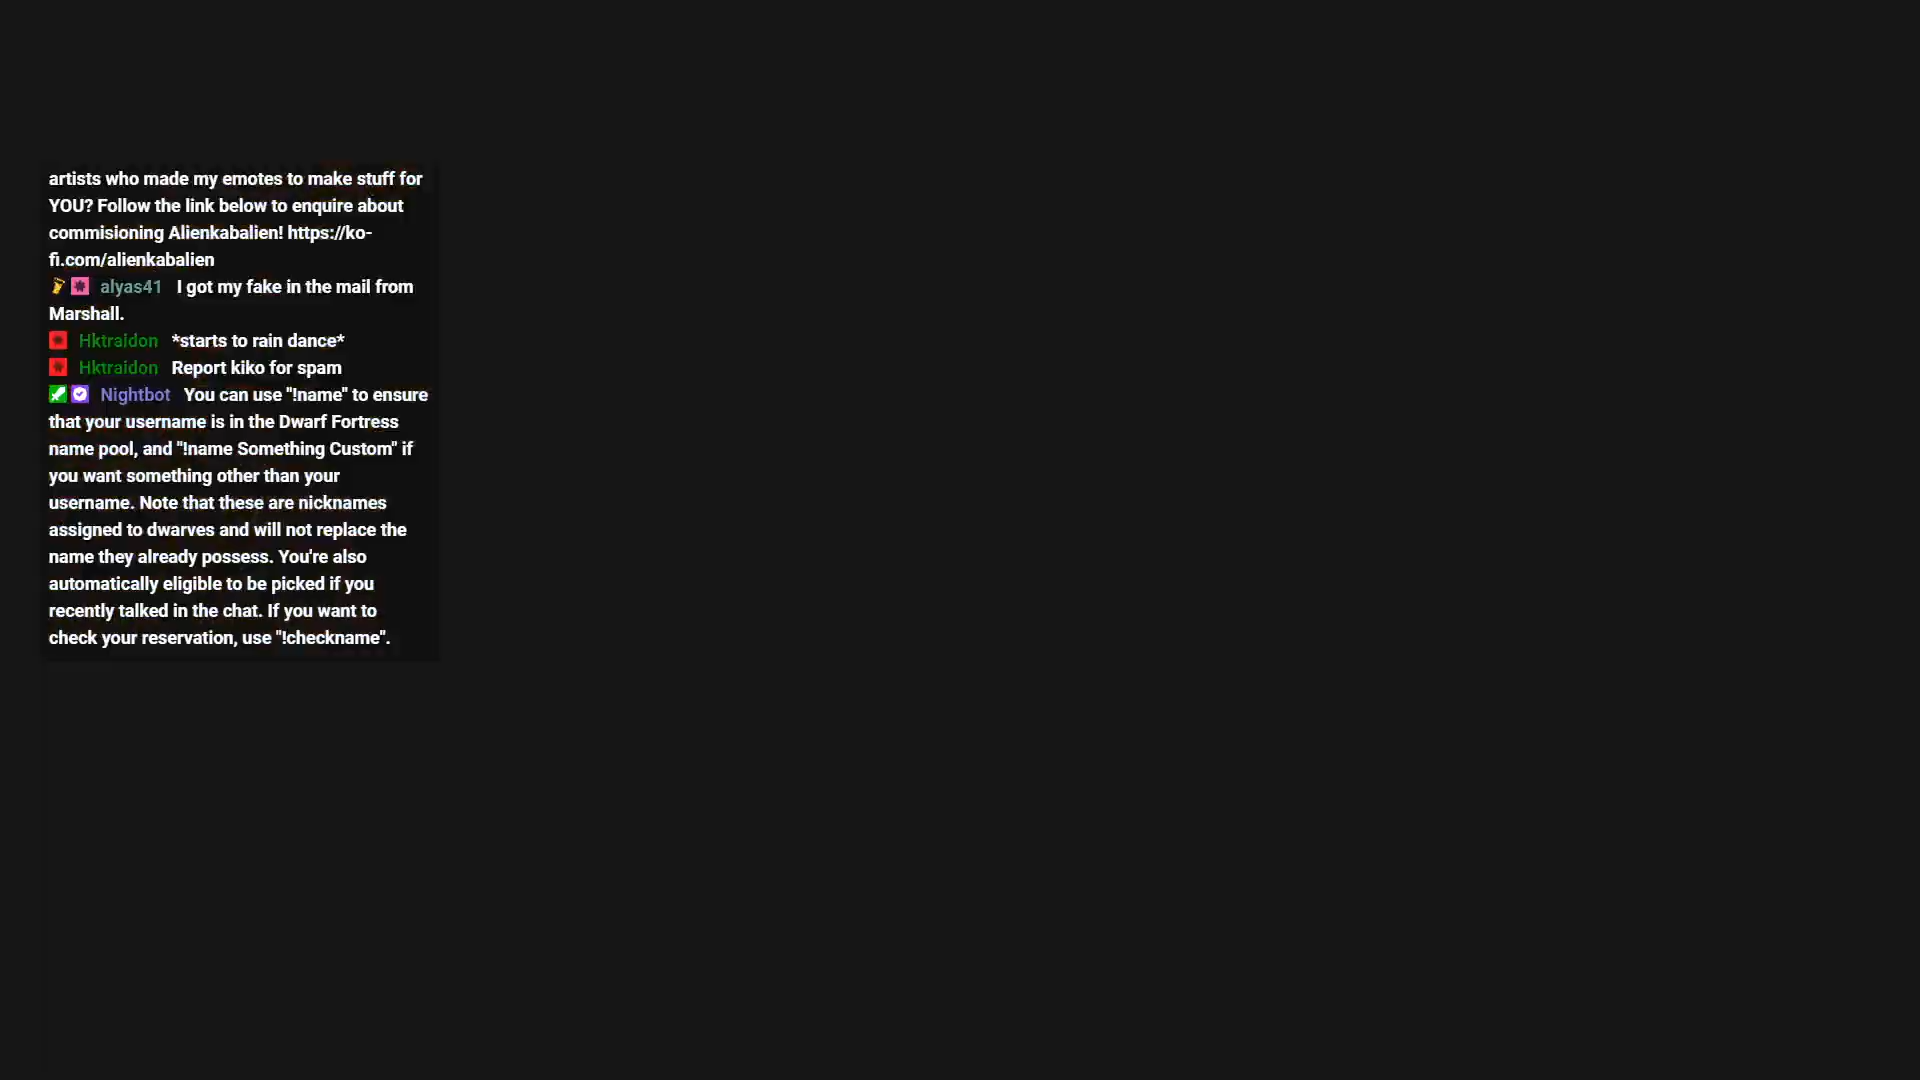 artists who made my emotes to make stuff for
YOU? Follow the link below to enquire about
commisioning Alienkabalien! https://ko-
fi.com/alienkabalien
alyas41 I got my fake in the mail from
Marshall.
Hktraidon *starts to rain dance*
Hktraidon Report kiko for spam
Nightbot You can use "!name" to ensure
that your username is in the Dwarf Fortress
name pool, and "!name Something Custom" if
you want something other than your
username. Note that these are nicknames
assigned to dwarves and will not replace the
name they already possess. You're also
automatically eligible to be picked if you
recently talked in the chat. If you want to
check your reservation, use "!checkname".